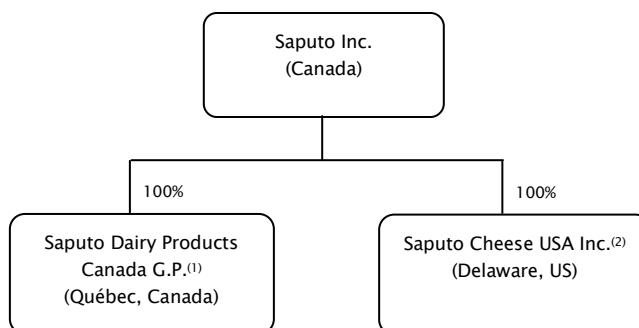 Saputo Inc.
(Canada)
100%
100%
Saputo Dairy Products
Canada G.P.(1)
(Québec, Canada)
Saputo Cheese USA Inc.(2)
(Delaware, US)